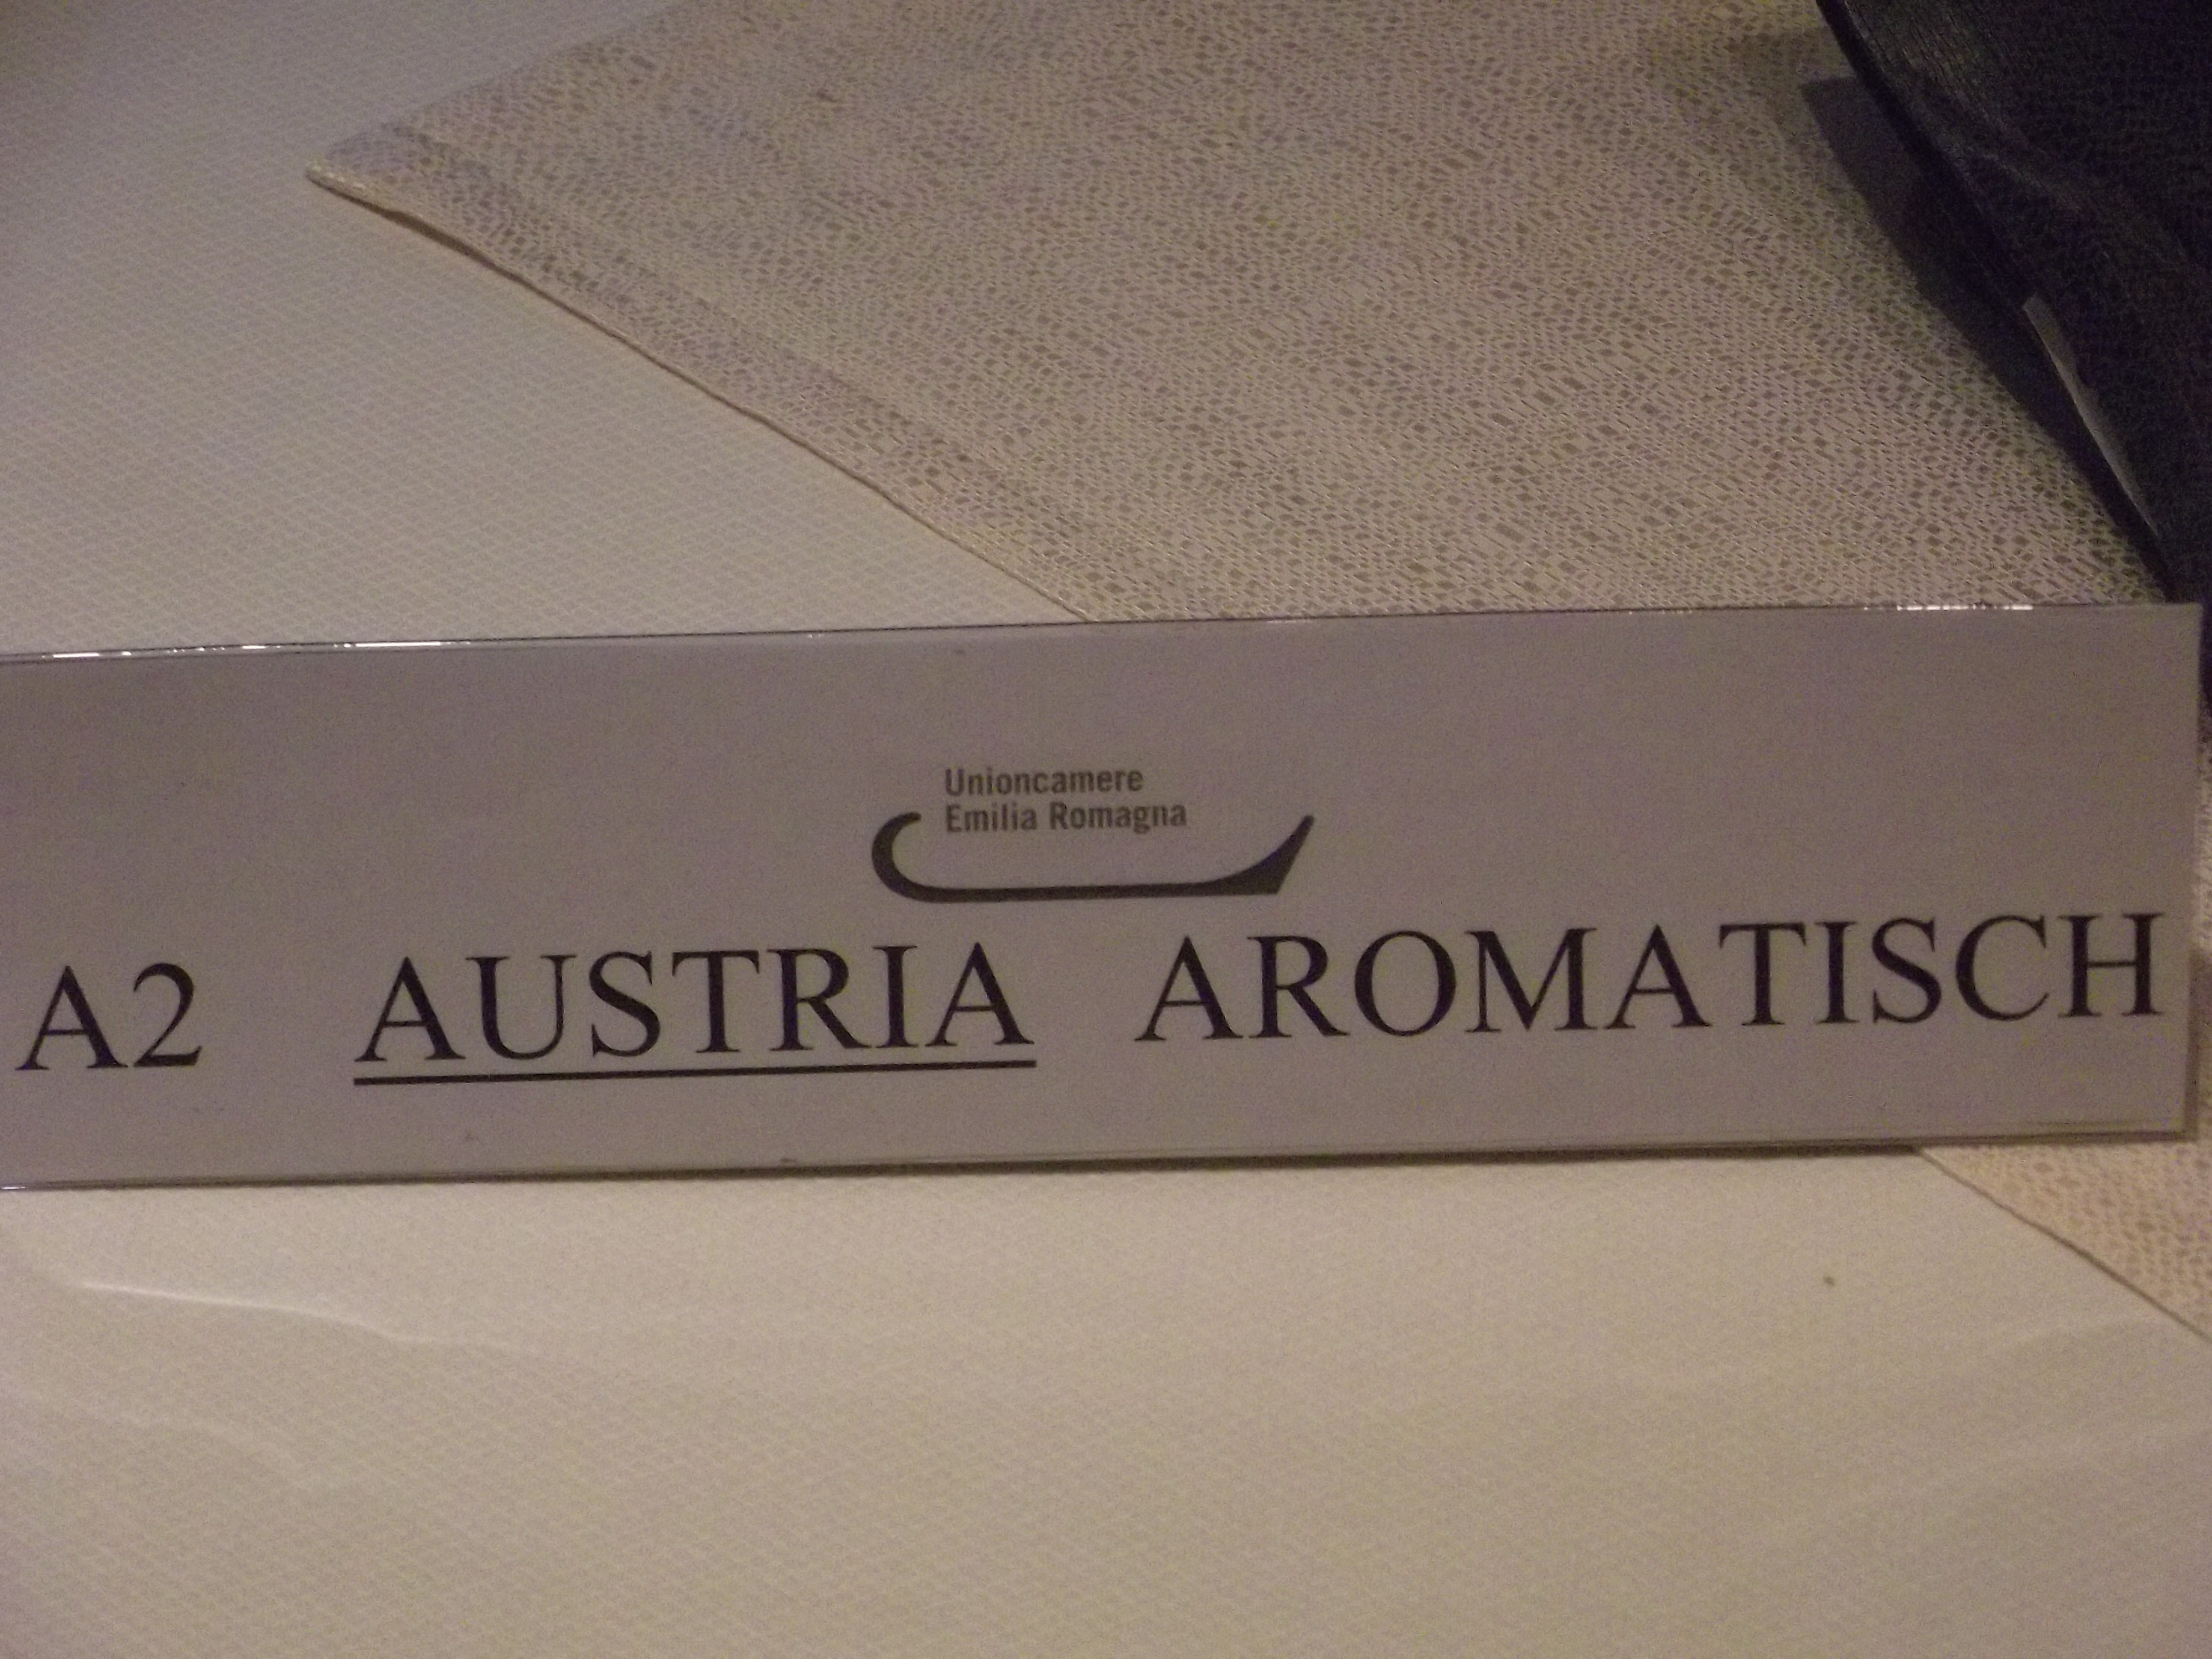 Unioncamere
Emilia Romagna
A2 AUSTRIA AROMATISCH